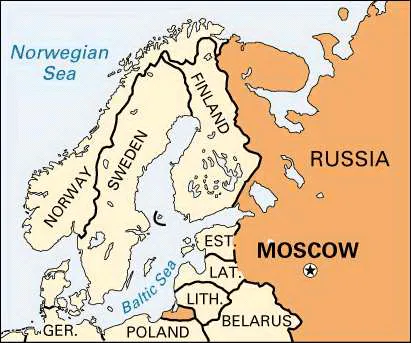 Norwegian
Sea
NORWAY
SWEDEN
FINLAND
RUSSIA
MOSCOW
EST.
LAT.
LITH.
Baltic Sea
BELARUS
POLAND
GER.